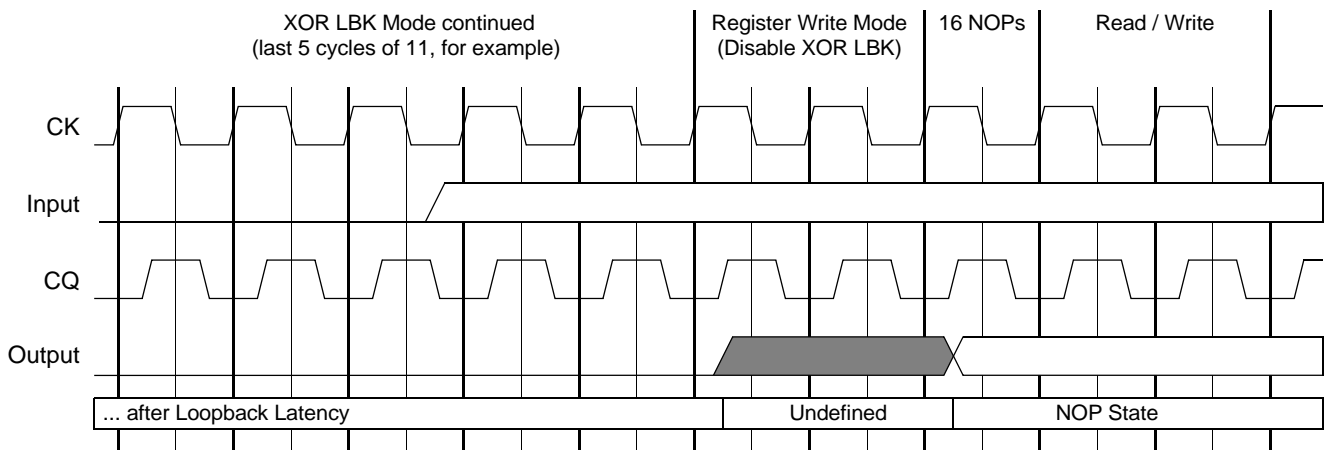 XOR LBK Mode continued
(last 5 cycles of 11, for example)
Register Write Mode
(Disable XOR LBK)
16 NOPs
Read / Write
CK
Input
CQ
Output
... after Loopback Latency
Undefined
NOP State